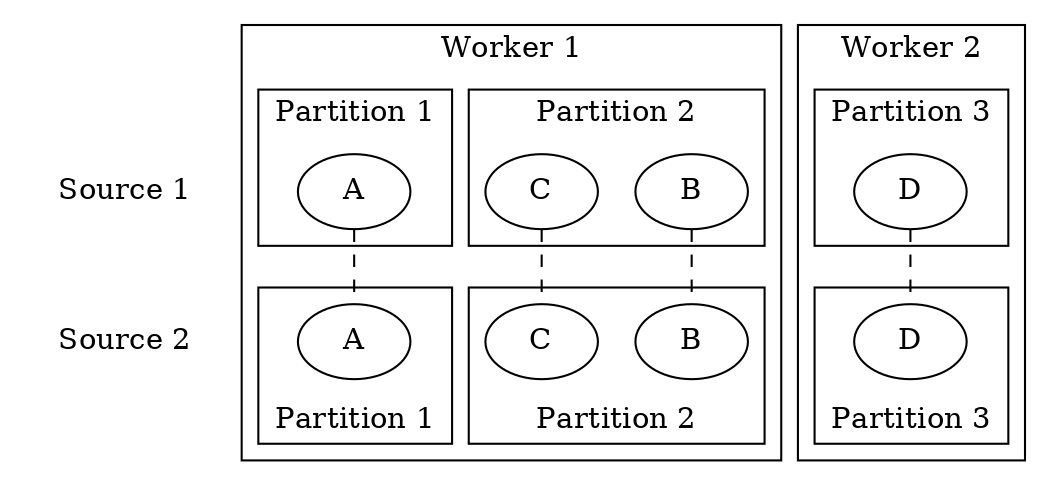 Worker 1
Worker 2
Partition 1
Partition 2
Partition 3
Source 1
A
C
B
D
Source 2
A
C
B
D
Partition 1
Partition 2
Partition 3